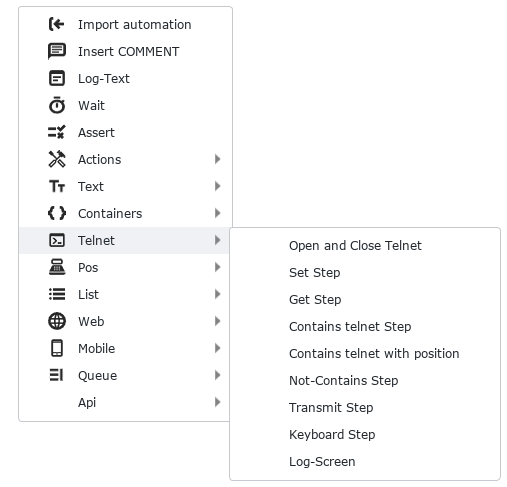 Import automation
Insert COMMENT
Log-Text
Wait
Assert
Actions
Text
Containers
Telnet
Pos
List
Web
Mobile
Queue
Api
Open and Close Telnet
Set Step
Get Step
Contains telnet Step
Contains telnet with position
Not-Contains Step
Transmit Step
Keyboard Step
Log-Screen